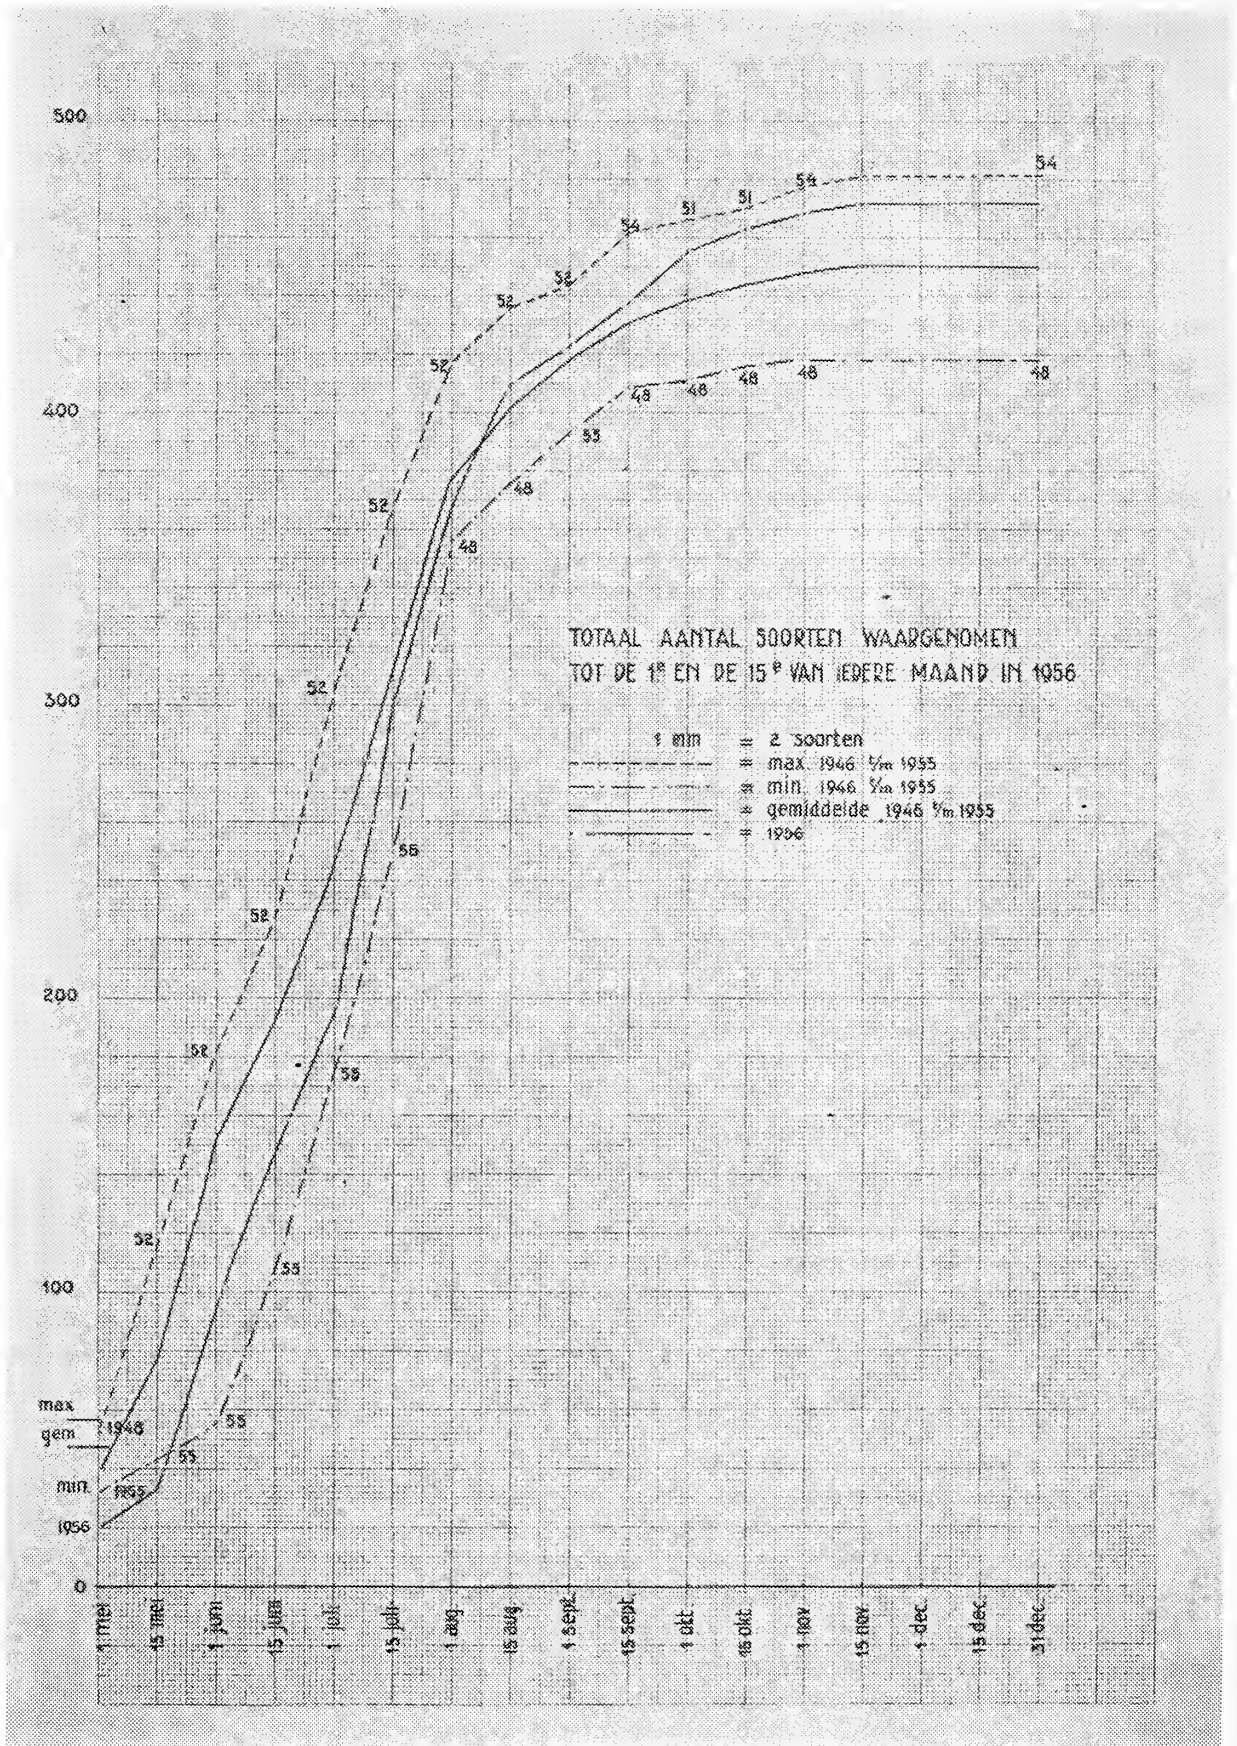 500
400
300
200
100
0
max
gem
min.
1956
54
54
51
51
54
52
52
52
52
52
52
52
52
1948
1955
55
55
55
55
55
48
48
53
48
48
48
48
48
TOTAAL AANTAL SOORTEN WAARGENOMEN
TOT DE 1e EN DE 15e VAN IEDERE MAAND IN 1956
1 mm = 2 soorten
= max. 1946 t/m 1955
= min. 1946 t/m 1955
= gemiddelde 1946 t/m 1955
= 1956
1 mei
15 mei
1 juni
15 juni
1 juli
15 juli
1 aug.
15 aug.
1 sept.
15 sept.
1 okt.
15 okt.
1 nov.
15 nov.
1 dec.
15 dec.
31 dec.